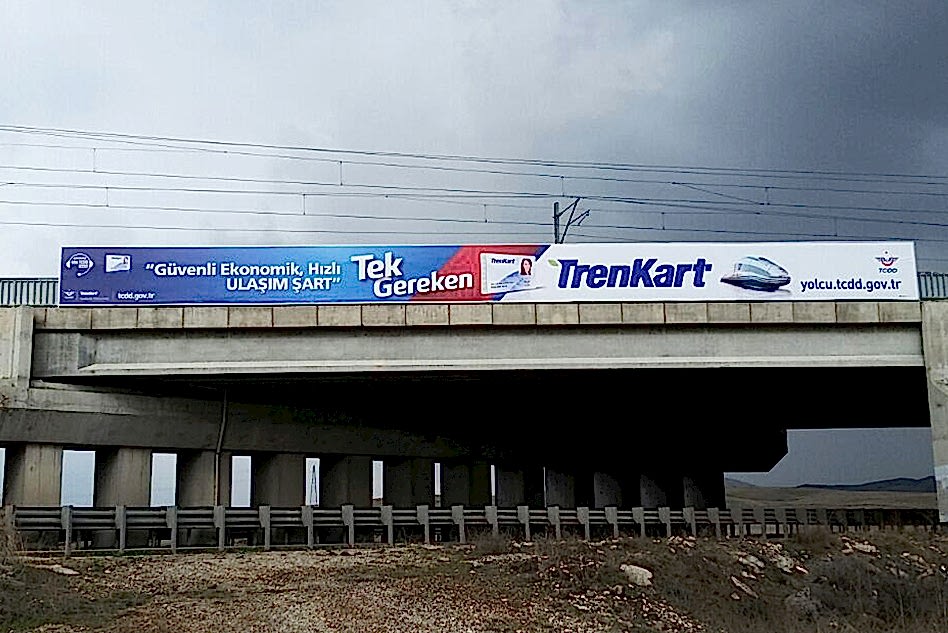 "Güvenli Ekonomik, Hızlı
ULAŞIM ŞART"
tcdd.gov.tr
Tek
Gereken
TrenKart
TrenKart
TCDD
yolcu.tcdd.gov.tr